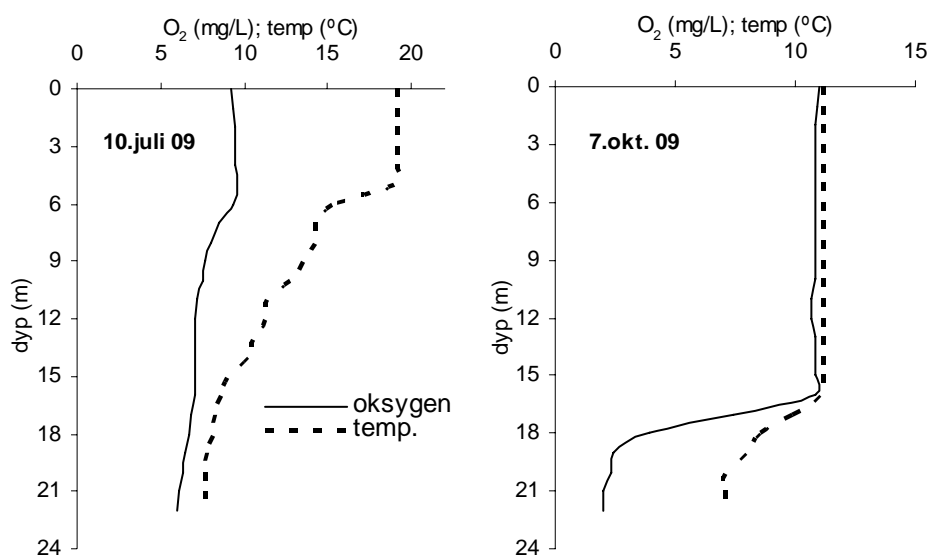 O₂ (mg/L); temp (ºC)
0 5 10 15 20
0
3
6
9
12
15
18
21
24
dyp (m)
10.juli 09
oksygen
temp.
O₂ (mg/L); temp (ºC)
0 5 10 15
0
3
6
9
12
15
18
21
24
dyp (m)
7.okt. 09